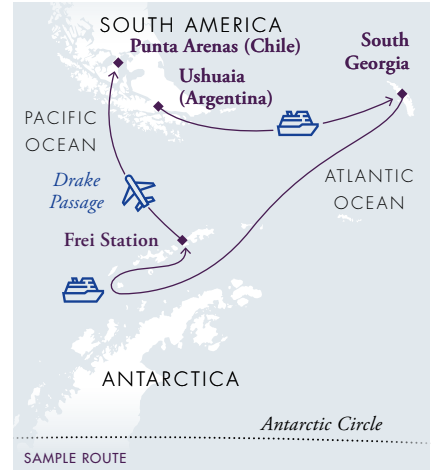 SOUTH AMERICA
Punta Arenas (Chile)
South
Georgia
Ushuaia
(Argentina)
PACIFIC
OCEAN
Drake
Passage
ATLANTIC
OCEAN
Frei Station
ANTARCTICA
Antarctic Circle
SAMPLE ROUTE